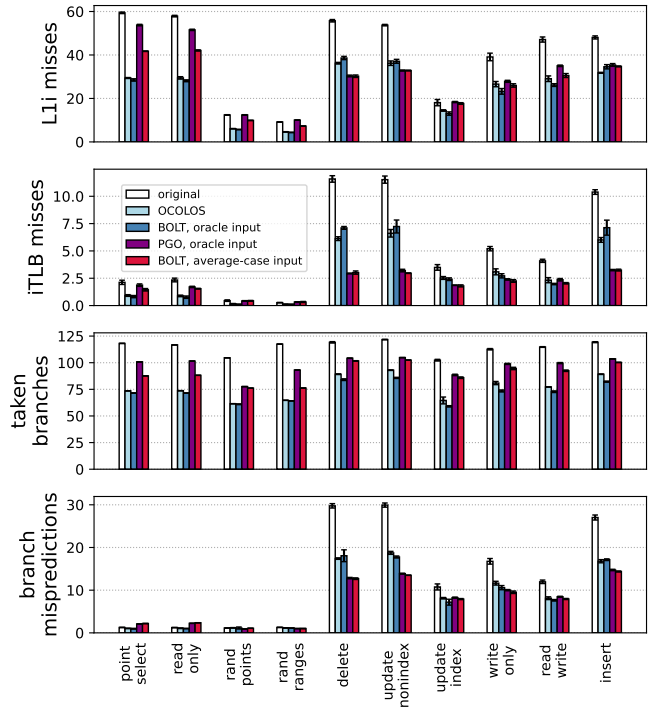 L1i misses
60
40
20
0
iTLB misses
10.0
7.5
5.0
2.5
0.0
original
OCOLOS
BOLT, oracle input
PGO, oracle input
BOLT, average-case input
taken
branches
125
100
75
50
25
0
branch
mispredictions
30
20
10
0
point
select
read
only
rand
points
rand
ranges
delete
update
nonindex
update
index
write
only
read
write
insert